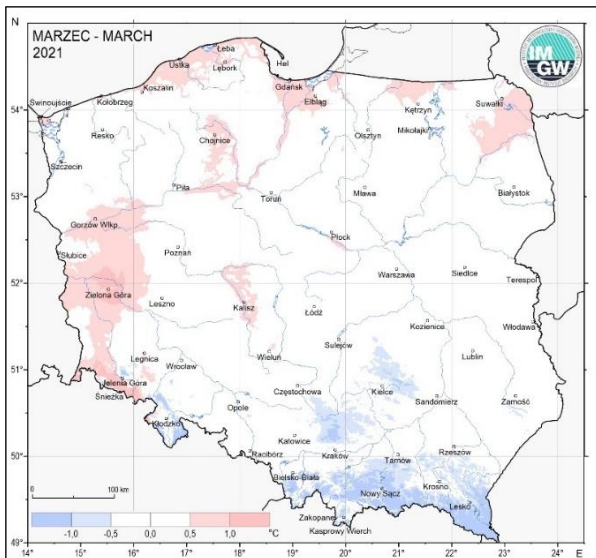 N
MARZEC - MARCH
2021
IMGW
Łeba
Ustka
Lębork
Hel
Koszalin
Gdańsk
Świnoujście
Kołobrzeg
Elbląg
Kętrzyn
Suwałki
54°
Resko
Chojnice
Olsztyn
Mikołajki
Szczecin
Piła
Toruń
Mława
Białystok
53°
Gorzów Wlkp.
Płock
Słubice
Poznań
Warszawa
Siedlce
Terespol
52°
Zielona Góra
Leszno
Kalisz
Łódź
Kozienice
Włodawa
Legnica
Wrocław
Wieluń
Sulejów
Lublin
51°
Jelenia Góra
Śnieżka
Częstochowa
Kielce
Sandomierz
Zamość
Kłodzko
Opole
Katowice
Racibórz
Kraków
Tarnów
Rzeszów
50°
Bielsko-Biała
Nowy Sącz
Krosno
Lesko
0 100 km
Zakopane
Kasprowy Wierch
-1,0 -0,5 0,0 0,5 1,0 °C
49°
14° 15° 16° 17° 18° 19° 20° 21° 22° 23° 24° E